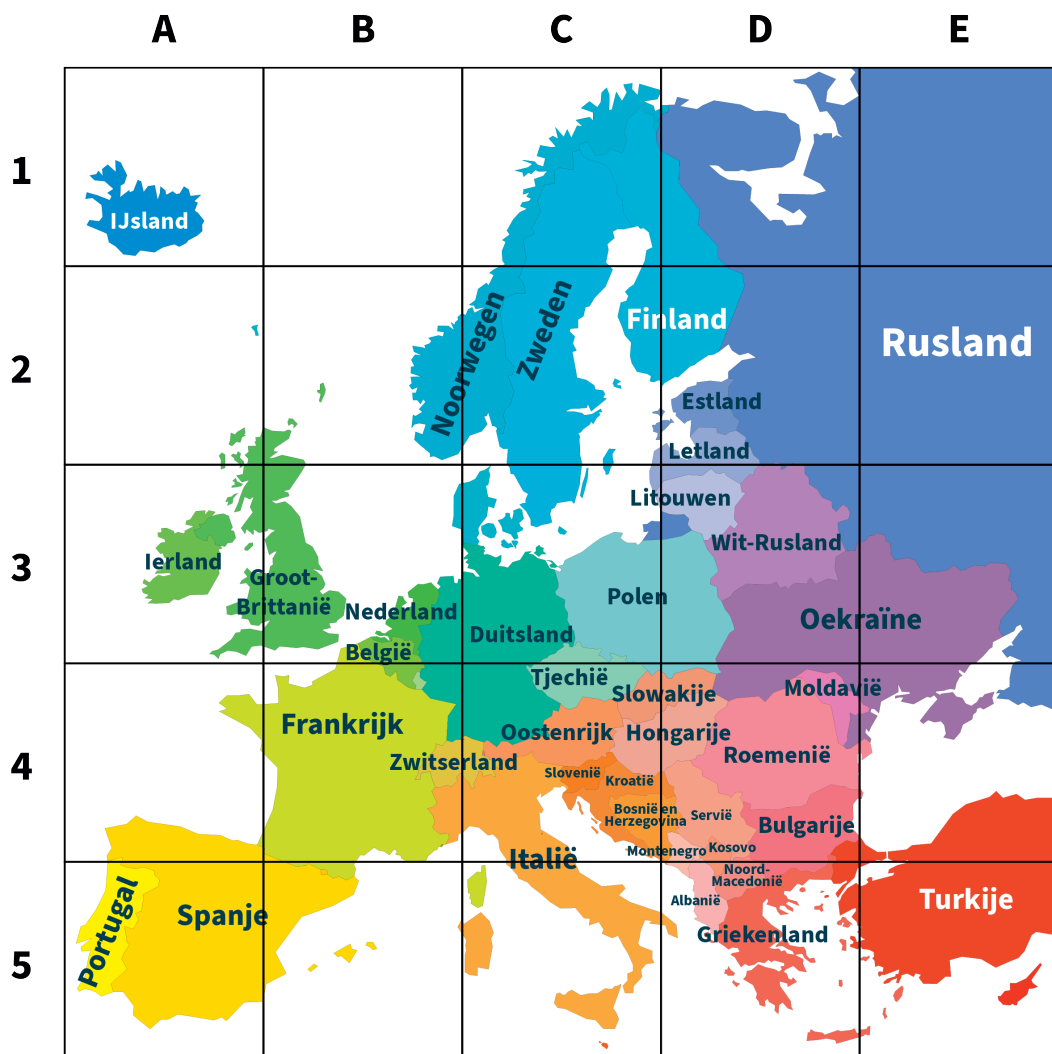 A B C D E
1
IJsland
2
Noorwegen
Zweden
Finland
Rusland
Estland
Letland
3
Litouwen
Wit-Rusland
Ierland
Groot-
Brittanië
Nederland
Polen
Oekraïne
Duitsland
België
4
Tjechië
Slowakije
Moldavië
Frankrijk
Oostenrijk
Hongarije
Roemenië
Zwitserland
Slovenië
Kroatië
Bosnië en
Herzegovina
Servië
Bulgarije
Montenegro
Kosovo
Italië
5
Noord-
Macedonië
Albanië
Portugal
Spanje
Turkije
Griekenland